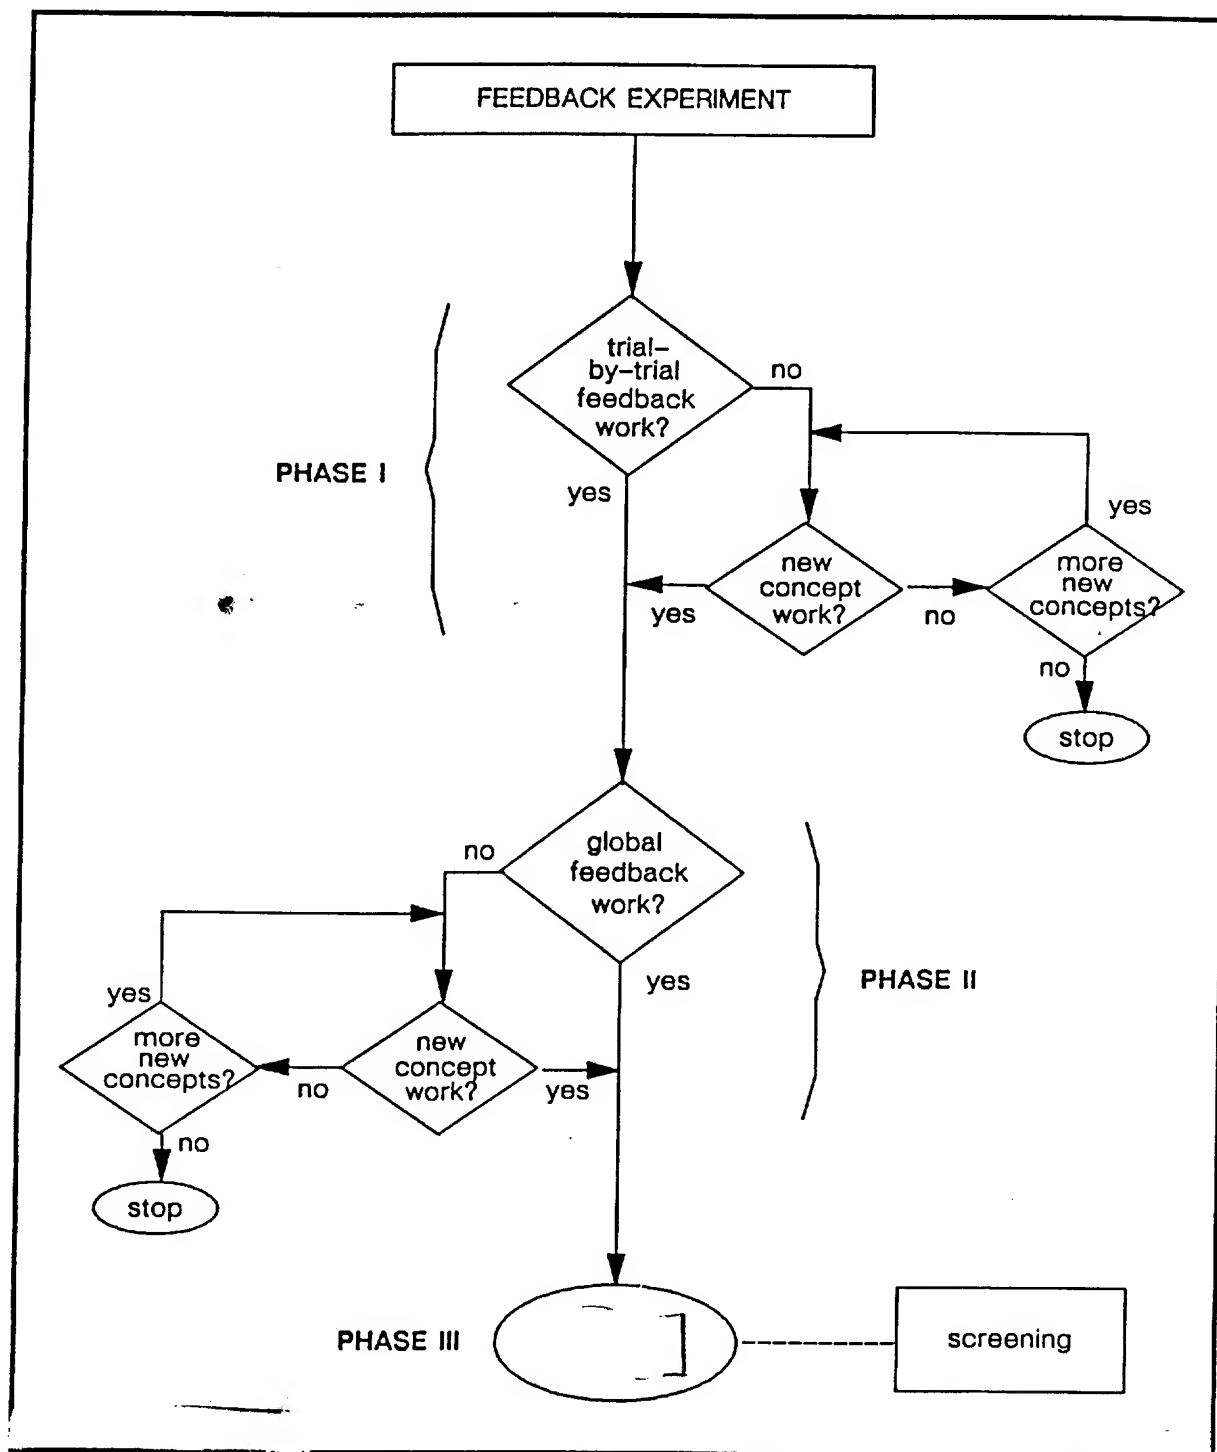 FEEDBACK EXPERIMENT
trial-
by-trial
feedback
work?
no
PHASE I
yes
yes
new
concept
work?
more
new
concepts?
yes
no
no
stop
no
global
feedback
work?
yes
PHASE II
yes
more
new
concepts?
new
concept
work?
no
yes
no
stop
PHASE III
screening